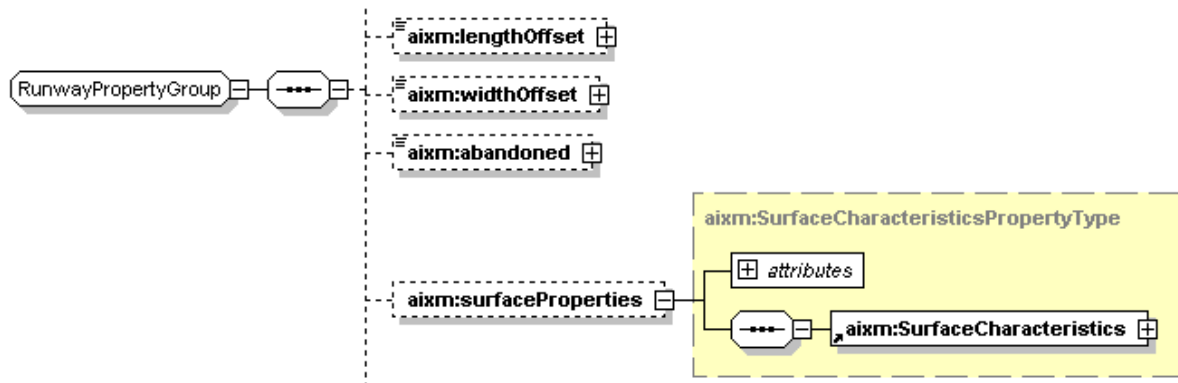 aixm:lengthOffset
RunwayPropertyGroup
aixm:widthOffset
aixm:abandoned
aixm:SurfaceCharacteristicsPropertyType
attributes
aixm:surfaceProperties
aixm:SurfaceCharacteristics